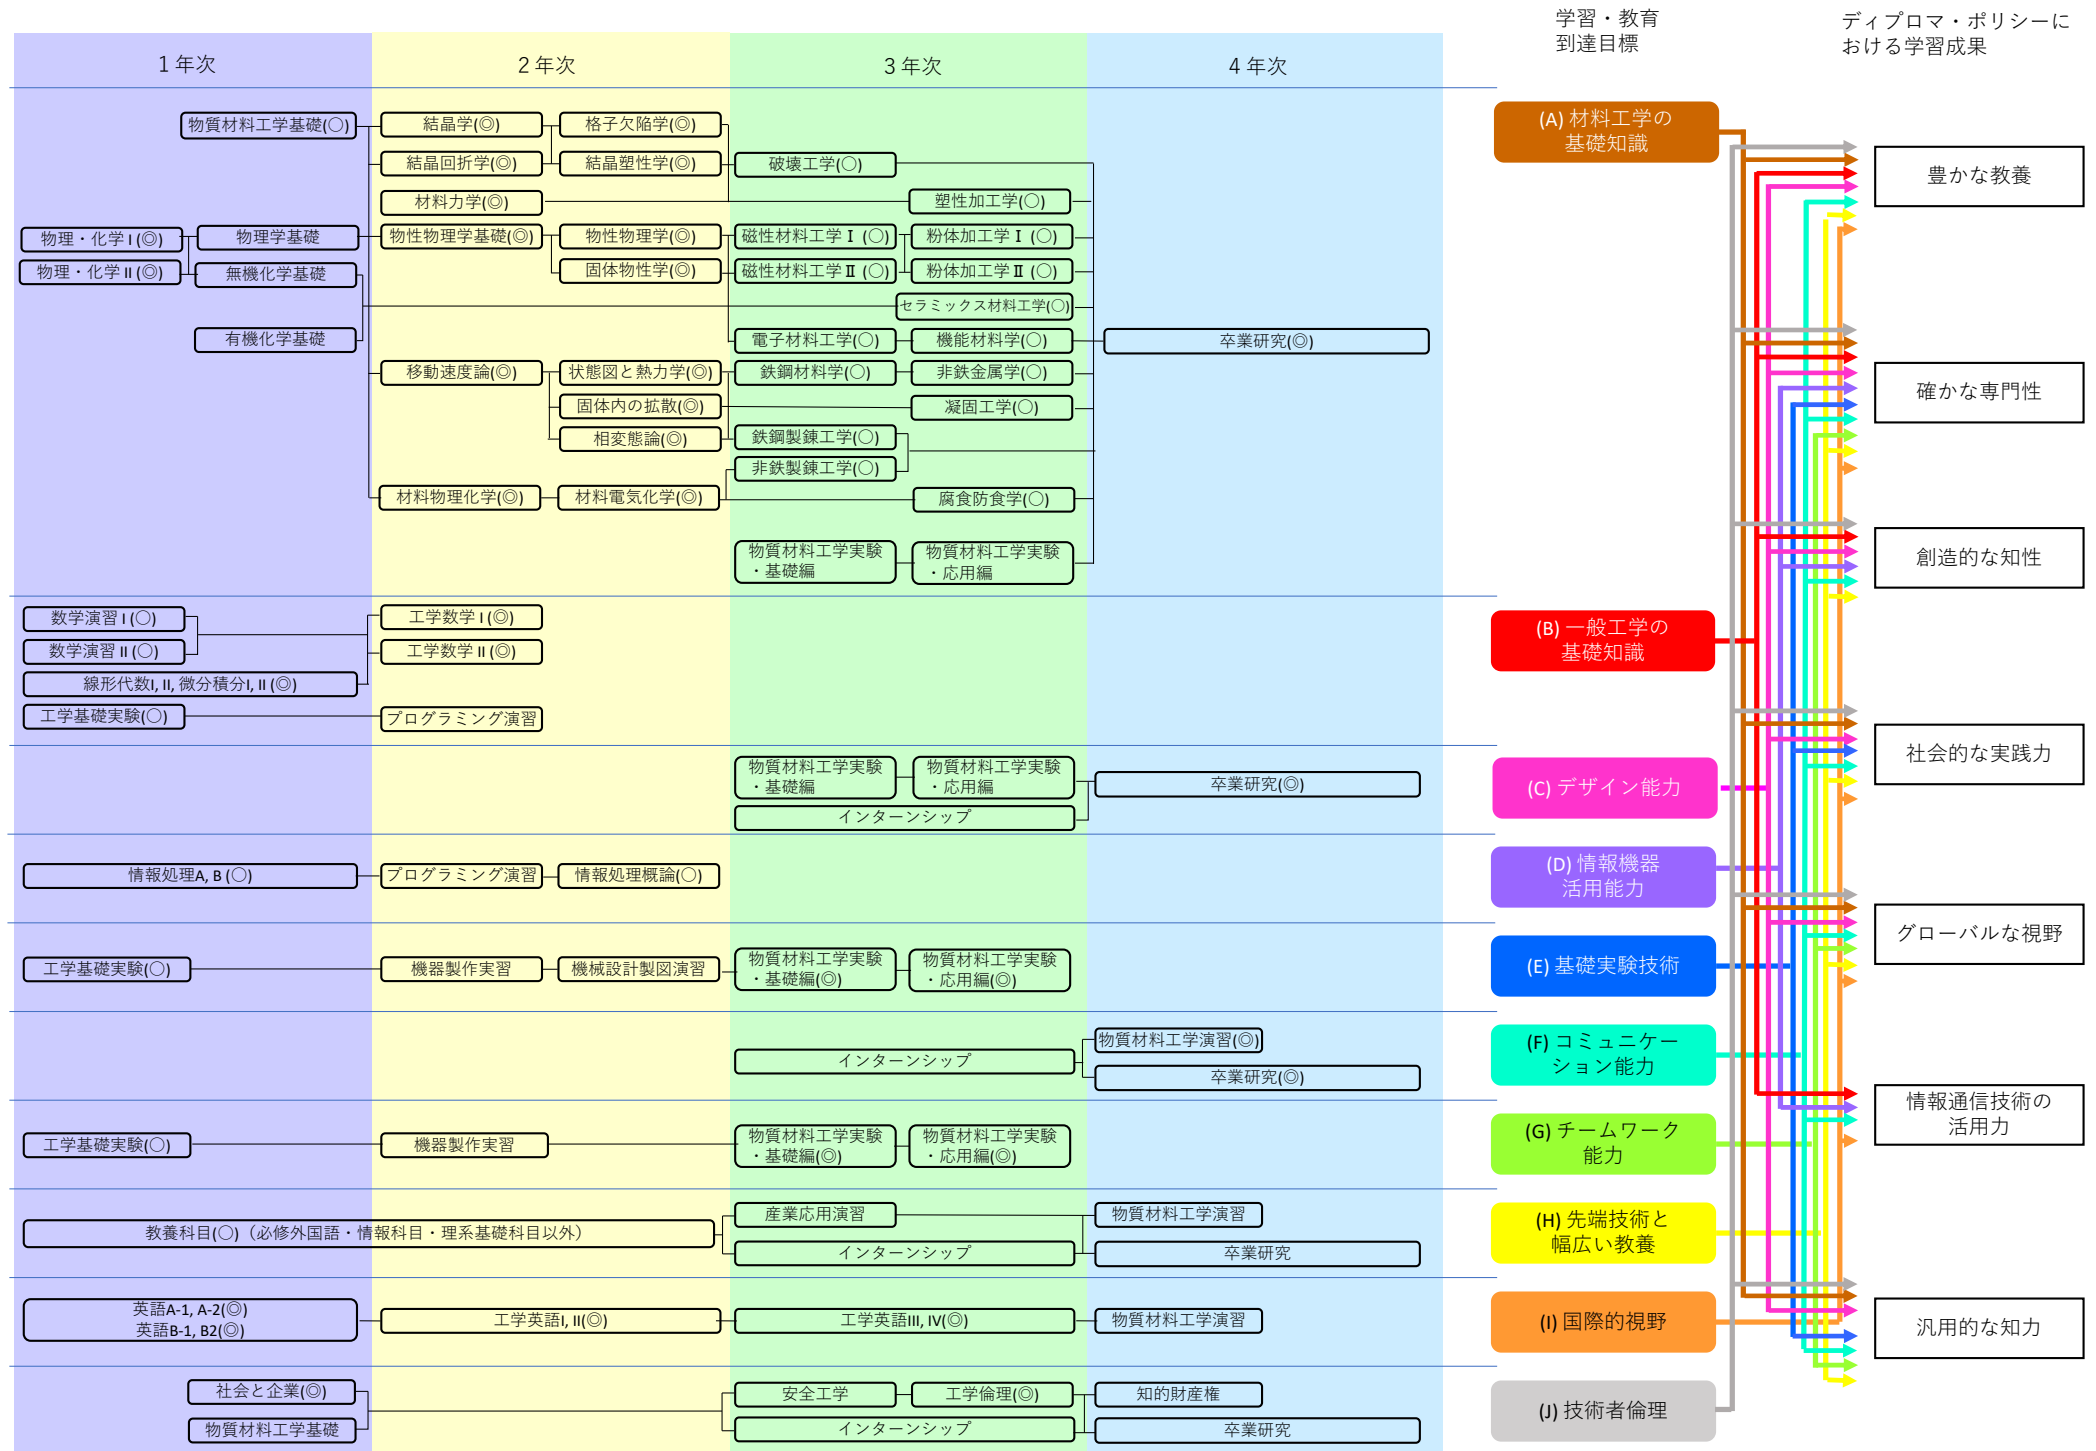 学習・教育
到達目標
ディプロマ・ポリシーに
おける学習成果
1年次
2年次
3年次
4年次
物質材料工学基礎(〇)
結晶学(◎)
格子欠陥学(◎)
結晶回折学(◎)
結晶塑性学(◎)
破壊工学(〇)
材料力学(◎)
塑性加工学(〇)
物理・化学 I (◎)
物理学基礎
物性物理学基礎(◎)
物性物理学(◎)
磁性材料工学Ⅰ (〇)
粉体加工学Ⅰ (〇)
物理・化学 II (◎)
無機化学基礎
固体物性学(◎)
磁性材料工学Ⅱ (〇)
粉体加工学Ⅱ (〇)
セラミックス材料工学(〇)
有機化学基礎
電子材料工学(〇)
機能材料学(〇)
卒業研究(◎)
移動速度論(◎)
状態図と熱力学(◎)
鉄鋼材料学(〇)
非鉄金属学(〇)
固体内の拡散(◎)
凝固工学(〇)
相変態論(◎)
鉄鋼製錬工学(〇)
非鉄製錬工学(〇)
材料物理化学(◎)
材料電気化学(◎)
腐食防食学(〇)
物質材料工学実験
・基礎編
物質材料工学実験
・応用編
(A) 材料工学の
基礎知識
数学演習 I (〇)
工学数学 I (◎)
数学演習 II (〇)
工学数学 II (◎)
線形代数I, II, 微分積分I, II (◎)
工学基礎実験(〇)
プログラミング演習
(B) 一般工学の
基礎知識
物質材料工学実験
・基礎編
物質材料工学実験
・応用編
卒業研究(◎)
インターンシップ
(C) デザイン能力
情報処理A, B (〇)
プログラミング演習
情報処理概論(〇)
(D) 情報機器
活用能力
工学基礎実験(〇)
機器製作実習
機械設計製図演習
物質材料工学実験
・基礎編(◎)
物質材料工学実験
・応用編(◎)
(E) 基礎実験技術
インターンシップ
物質材料工学演習(◎)
卒業研究(◎)
(F) コミュニケー
ション能力
工学基礎実験(〇)
機器製作実習
物質材料工学実験
・基礎編(◎)
物質材料工学実験
・応用編(◎)
(G) チームワーク
能力
教養科目(〇)（必修外国語・情報科目・理系基礎科目以外）
産業応用演習
物質材料工学演習
インターンシップ
卒業研究
(H) 先端技術と
幅広い教養
英語A-1, A-2(◎)
英語B-1, B2(◎)
工学英語I, II(◎)
工学英語III, IV(◎)
物質材料工学演習
(I) 国際的視野
社会と企業(◎)
物質材料工学基礎
安全工学
工学倫理(◎)
知的財産権
インターンシップ
卒業研究
(J) 技術者倫理
豊かな教養
確かな専門性
創造的な知性
社会的な実践力
グローバルな視野
情報通信技術の
活用力
汎用的な知力